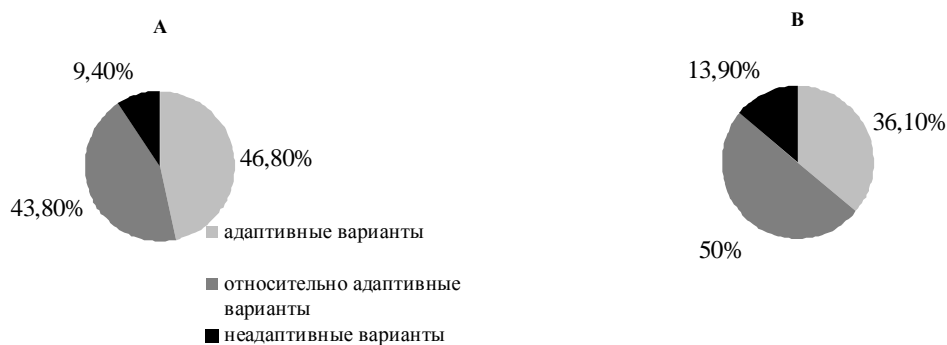 А
В
9,40%
46,80%
43,80%
13,90%
36,10%
50%
адаптивные варианты
относительно адаптивные
варианты
неадаптивные варианты